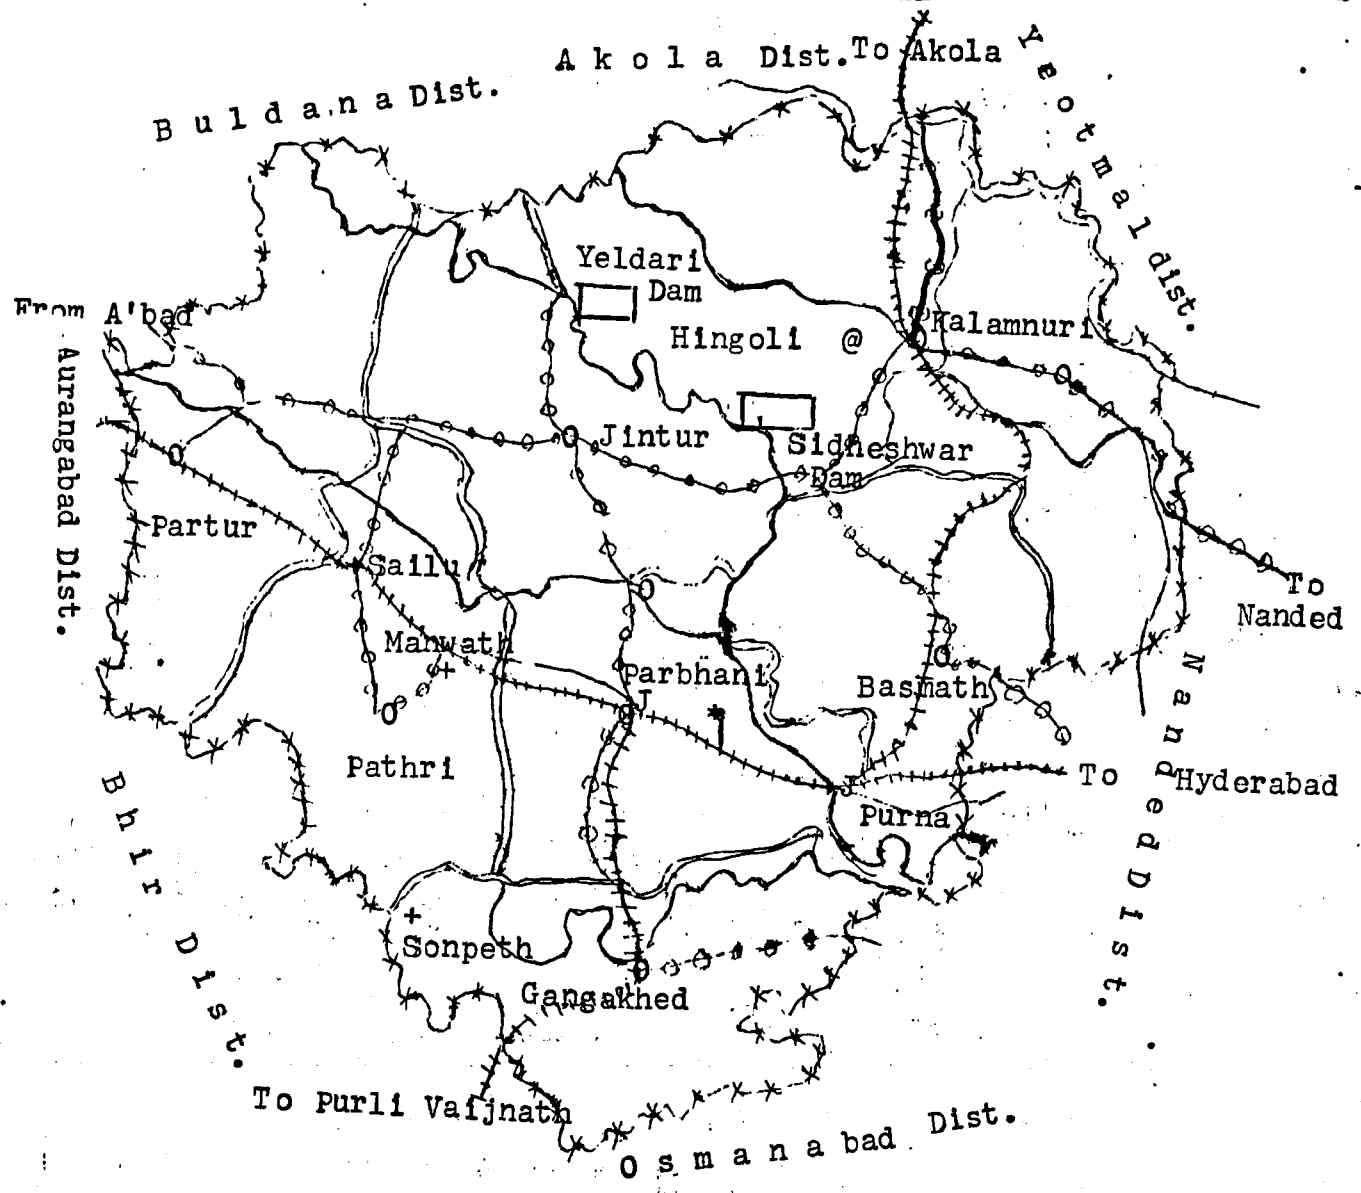 Akola Dist.
To Akola
Buldana Dist.
Yeotmal dist.
Yeldari
Dam
From A'bad
Hingoli @
Kalamnuri
Aurangabad Dist.
Jintur
Sidheshwar
Dam
Partur
Sailu
To
Nanded
Manwath
Parbhani
J
Basmath
Nanded Dist.
Pathri
J
To Hyderabad
Purna
Bhir Dist.
Sonpeth
Gangakhed
To Purli Vaijnath
Osmanabad Dist.